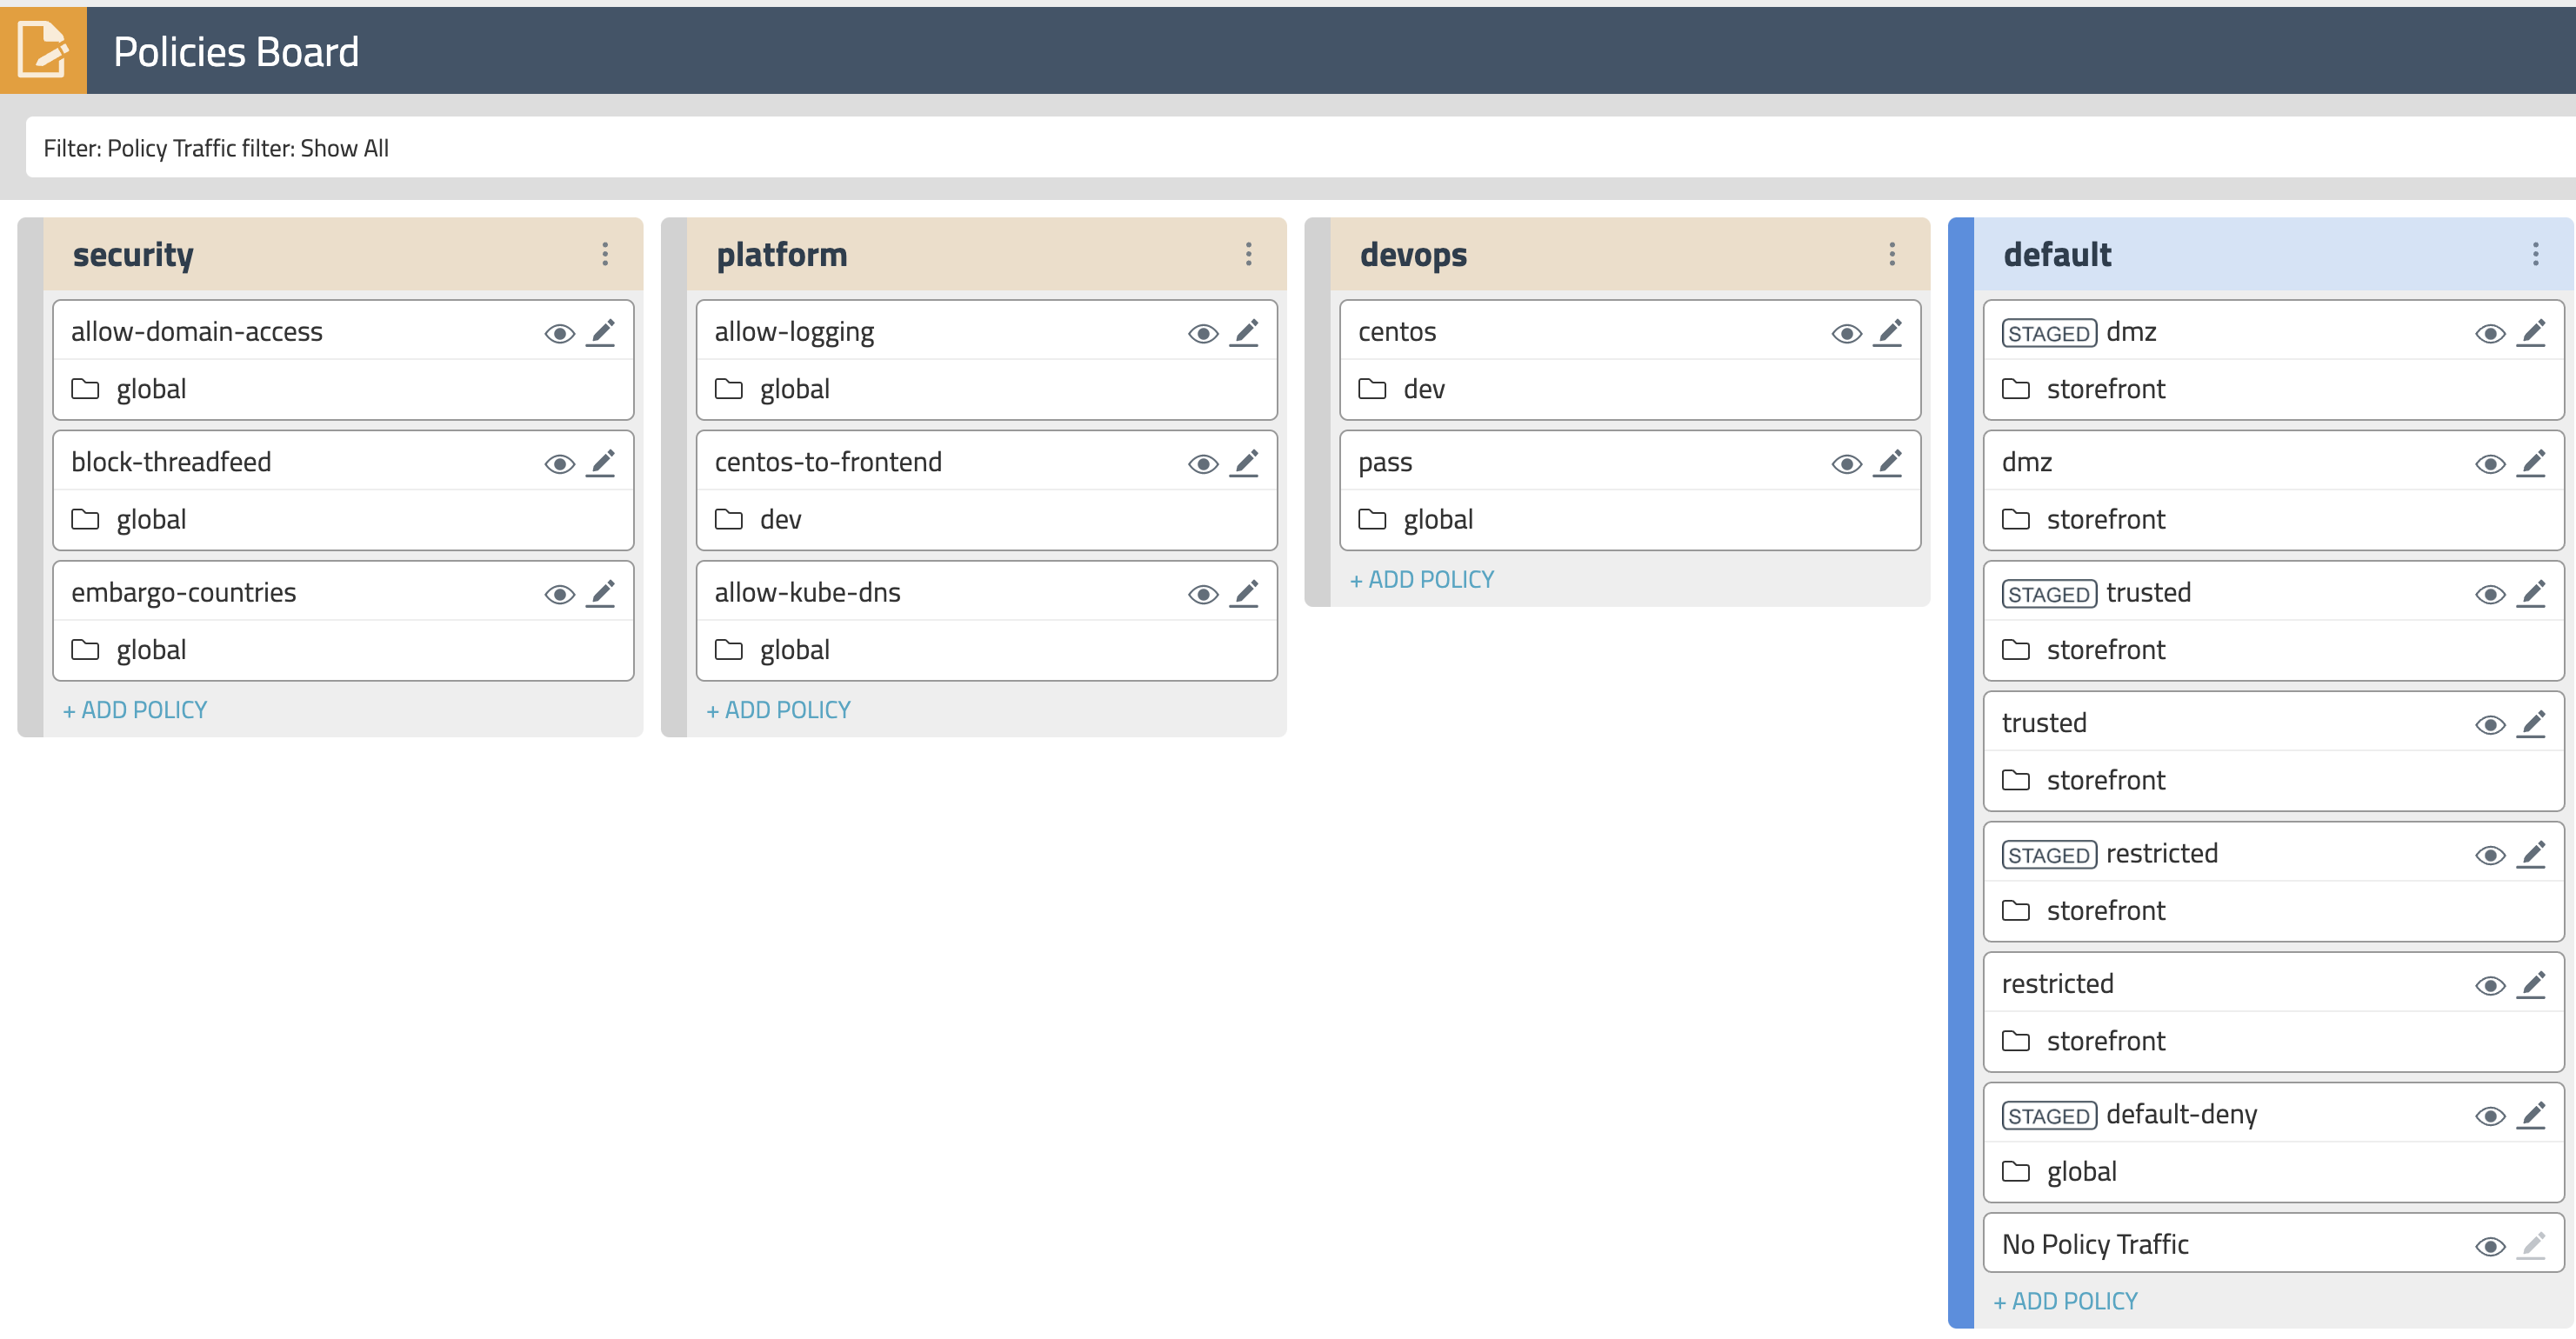 Policies Board
Filter: Policy Traffic filter: Show All
security
allow-domain-access
global
block-threadfeed
global
embargo-countries
global
+ ADD POLICY
platform
allow-logging
global
centos-to-frontend
dev
allow-kube-dns
global
+ ADD POLICY
devops
centos
dev
pass
global
+ ADD POLICY
default
STAGED dmz
storefront
dmz
storefront
STAGED trusted
storefront
trusted
storefront
STAGED restricted
storefront
restricted
storefront
STAGED default-deny
global
No Policy Traffic
+ ADD POLICY